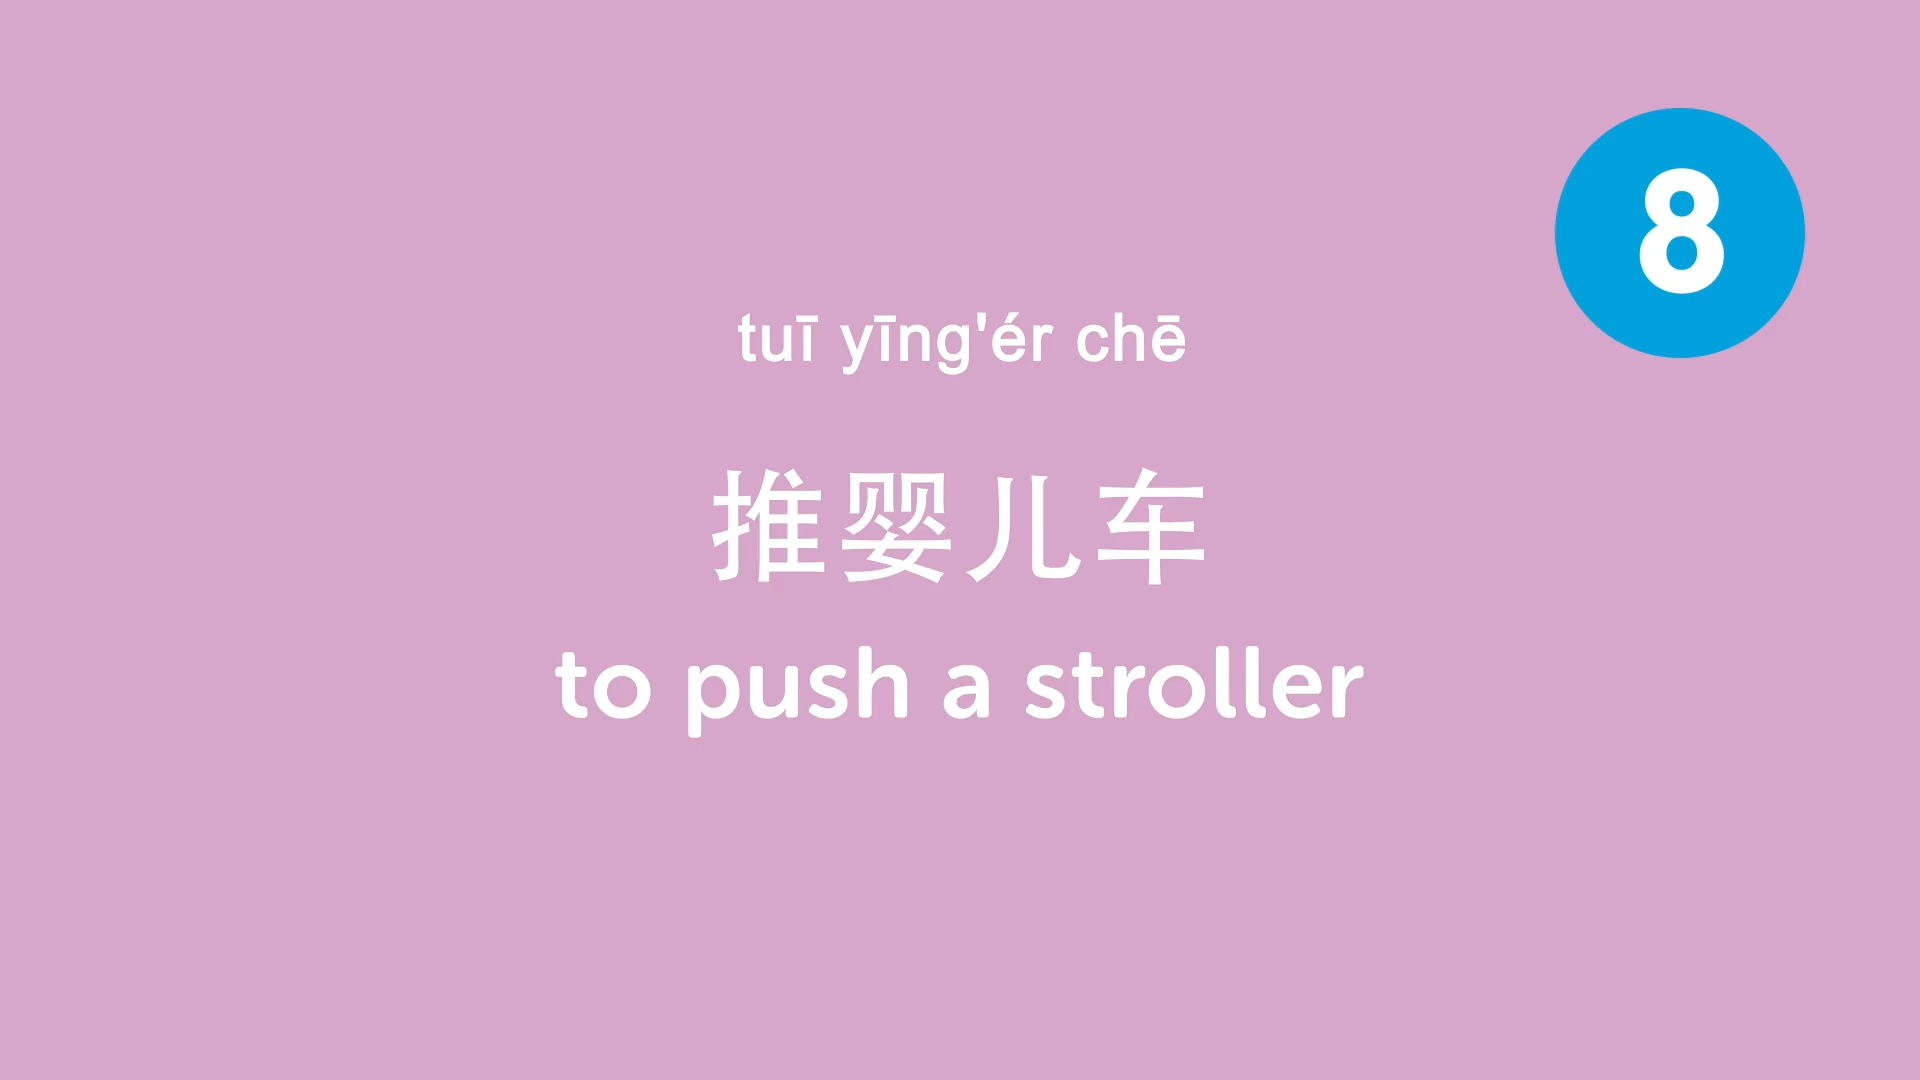 8
tuī yīng'ér chē
推婴儿车
to push a stroller